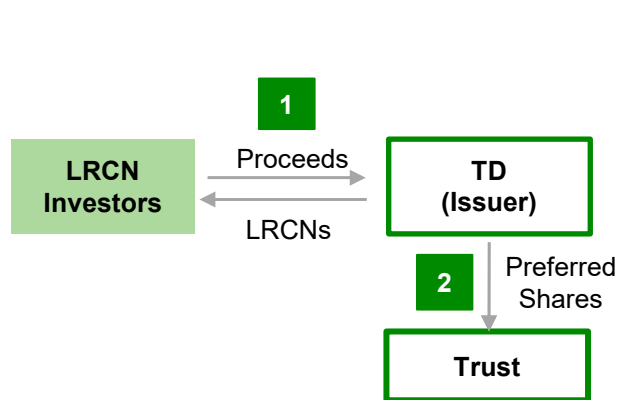 1
Proceeds
LRCN
Investors
TD
(Issuer)
LRCNs
2
Preferred
Shares
Trust